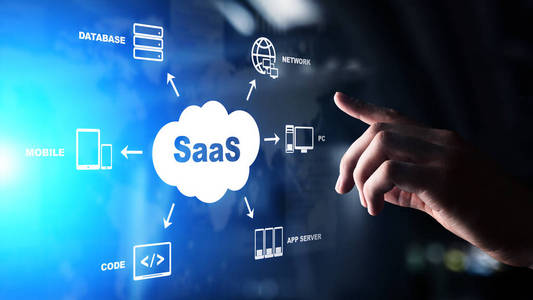 DATABASE
NETWORK
MOBILE
SaaS
PC
CODE
</>
APP SERVER